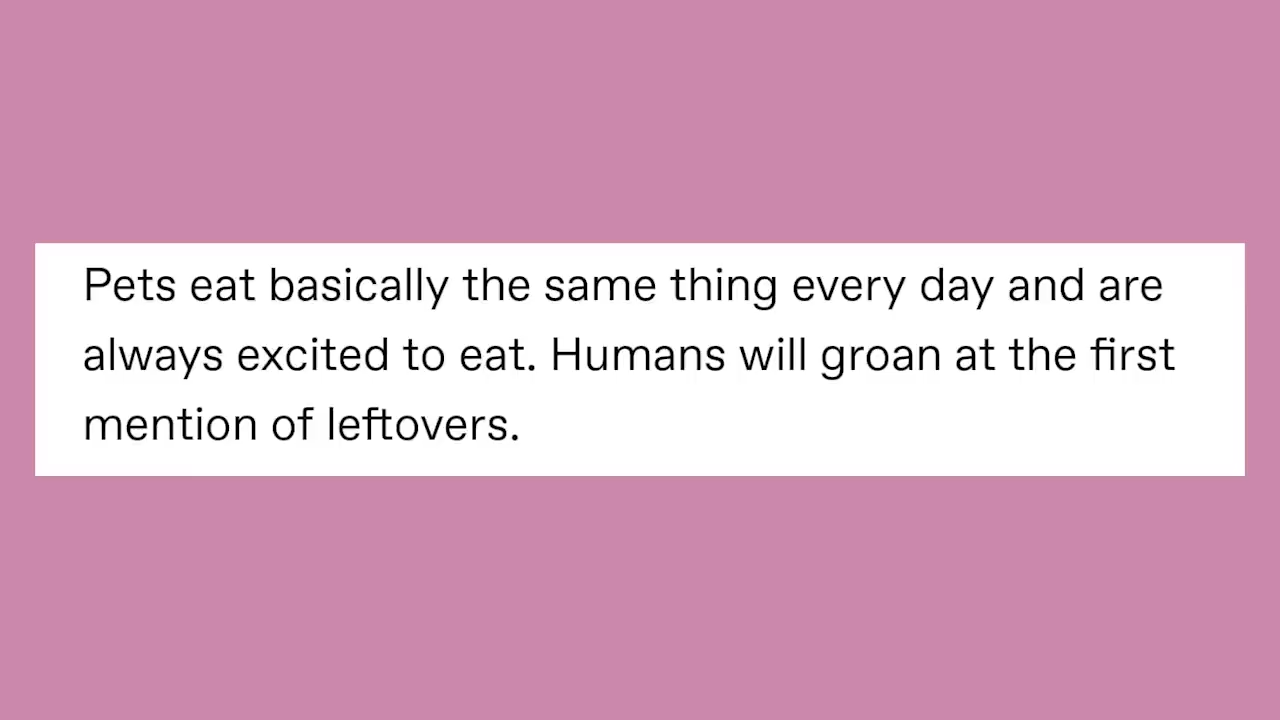 Pets eat basically the same thing every day and are
always excited to eat. Humans will groan at the first
mention of leftovers.